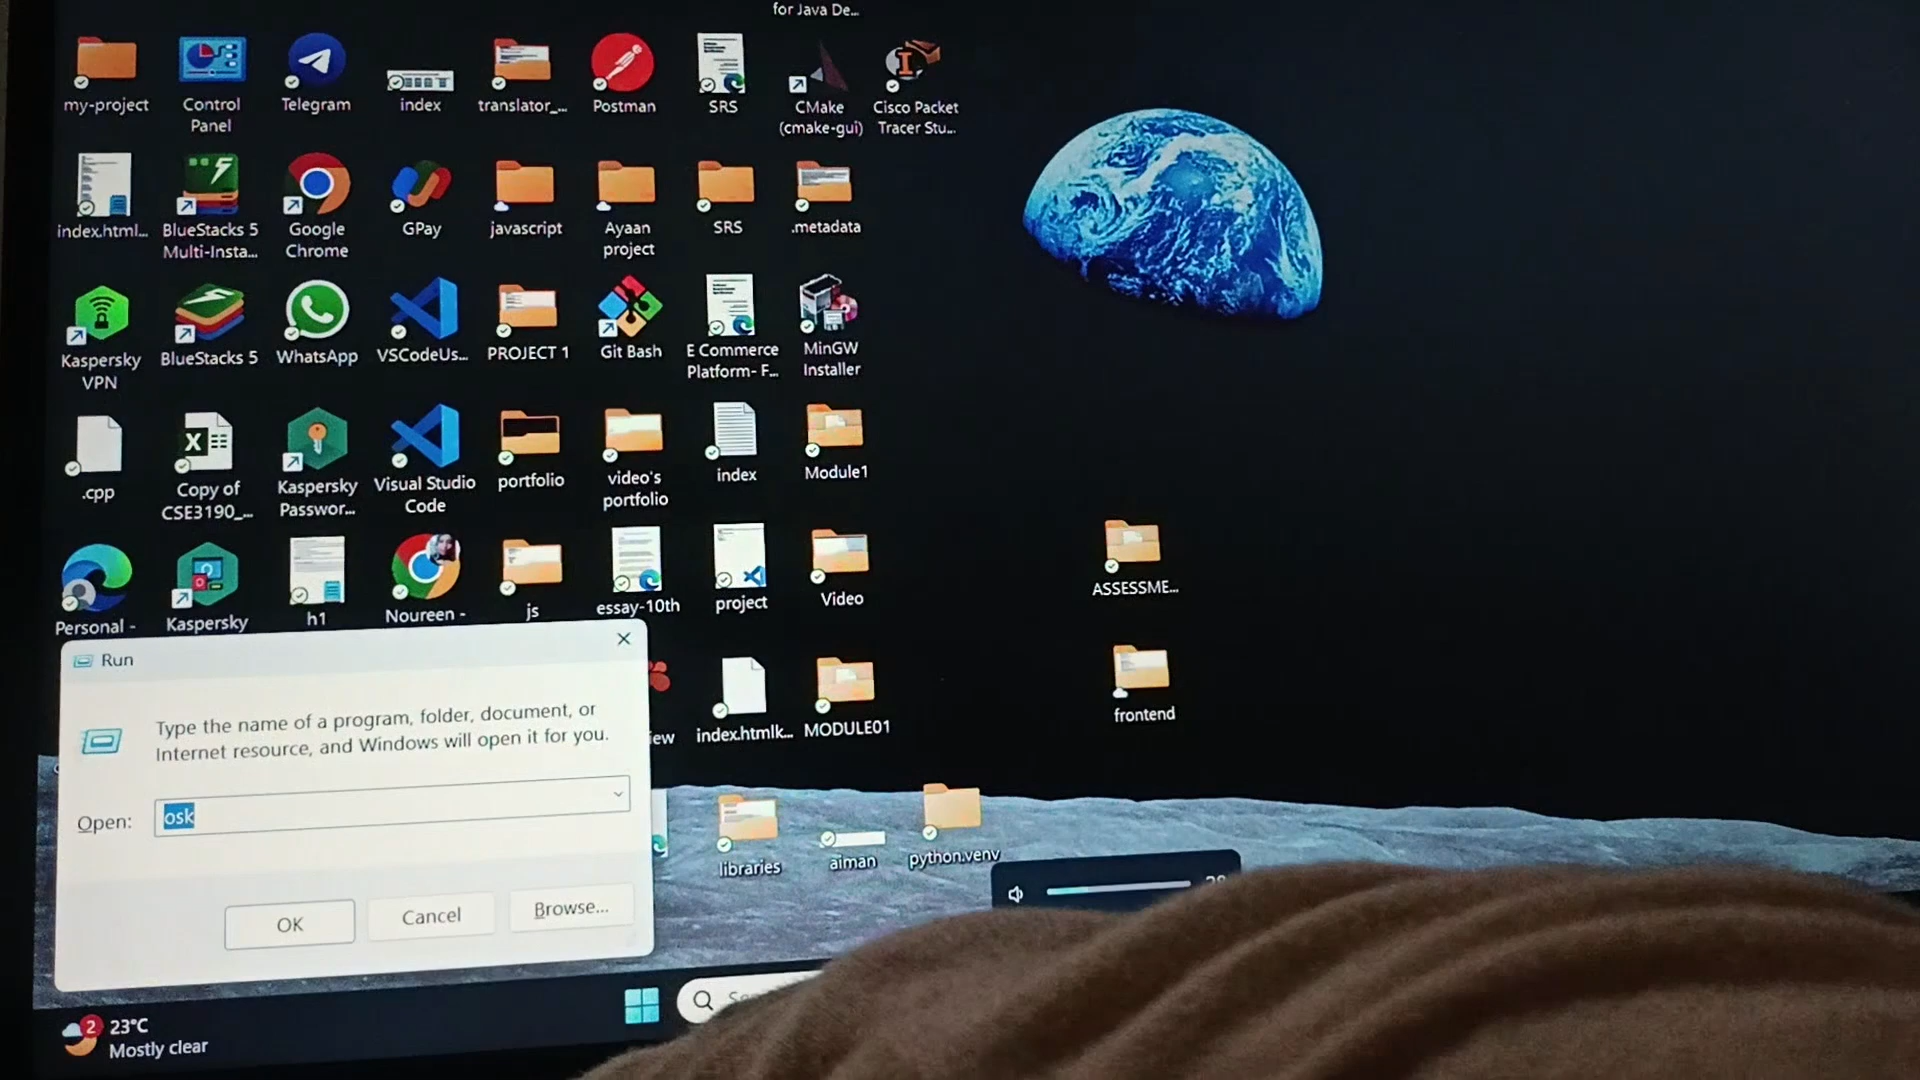 for Java De...
my-project
Control
Panel
Telegram
index
translator_...
Postman
SRS
CMake
(cmake-gui)
Cisco Packet
Tracer Stu...
index.html...
BlueStacks 5
Multi-Insta...
Google
Chrome
GPay
javascript
Ayaan
project
SRS
.metadata
Kaspersky
VPN
BlueStacks 5
WhatsApp
VSCodeUs...
PROJECT 1
Git Bash
E Commerce
Platform- F...
MinGW
Installer
.cpp
Copy of
CSE3190_...
Kaspersky
Passwor...
Visual Studio
Code
portfolio
video's
portfolio
index
Module1
Personal -
Kaspersky
h1
Noureen -
js
essay-10th
project
Video
ASSESSME...
Run
Type the name of a program, folder, document, or
Internet resource, and Windows will open it for you.
Open:
osk
OK
Cancel
Browse...
iew
index.htmlk...
MODULE01
frontend
libraries
aiman
python.venv
2
23°C
Mostly clear